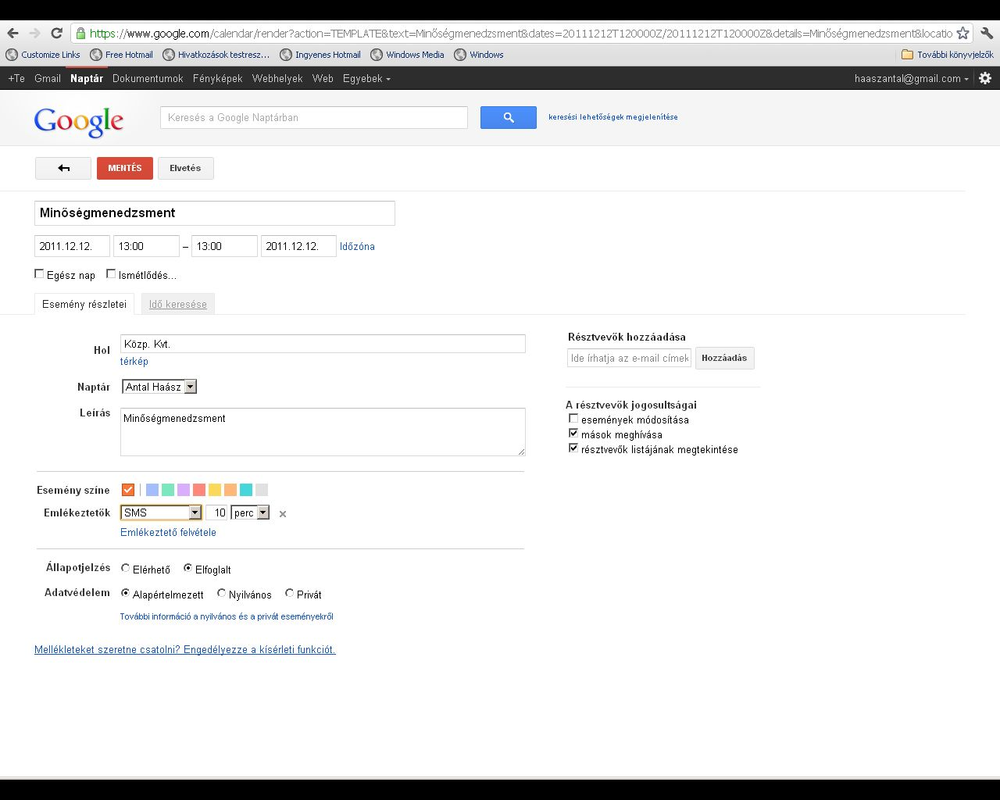 https://www.google.com/calendar/render?action=TEMPLATE&text=Minőségmenedzsment&dates=20111212T120000Z/20111212T120000Z&details=Minőségmenedzsment&locatio
Customize Links Free Hotmail Hivatkozások testresz... Ingyenes Hotmail Windows Media Windows További könyvjelzők
+Te Gmail Naptár Dokumentumok Fényképek Webhelyek Web Egyebek haaszantal@gmail.com
Google Keresés a Google Naptárban keresési lehetőségek megjelenítése
MENTÉS Elvetés
Minőségmenedzsment
2011.12.12. 13:00 – 13:00 2011.12.12. Időzóna
Egész nap Ismétlődés...
Esemény részletei Idő keresése
Hol Közp. Kvt.
térkép
Naptár Antal Haász
Leírás Minőségmenedzsment
Esemény színe
Emlékeztetők SMS 10 perc
Emlékeztető felvétele
Állapotjelzés Elérhető Elfoglalt
Adatvédelem Alapértelmezett Nyilvános Privát
További információ a nyilvános és a privát eseményekről
Mellékleteket szeretne csatolni? Engedélyezze a kísérleti funkciót.
Résztvevők hozzáadása
Ide írhatja az e-mail címek Hozzáadás
A résztvevők jogosultságai
események módosítása
mások meghívása
résztvevők listájának megtekintése